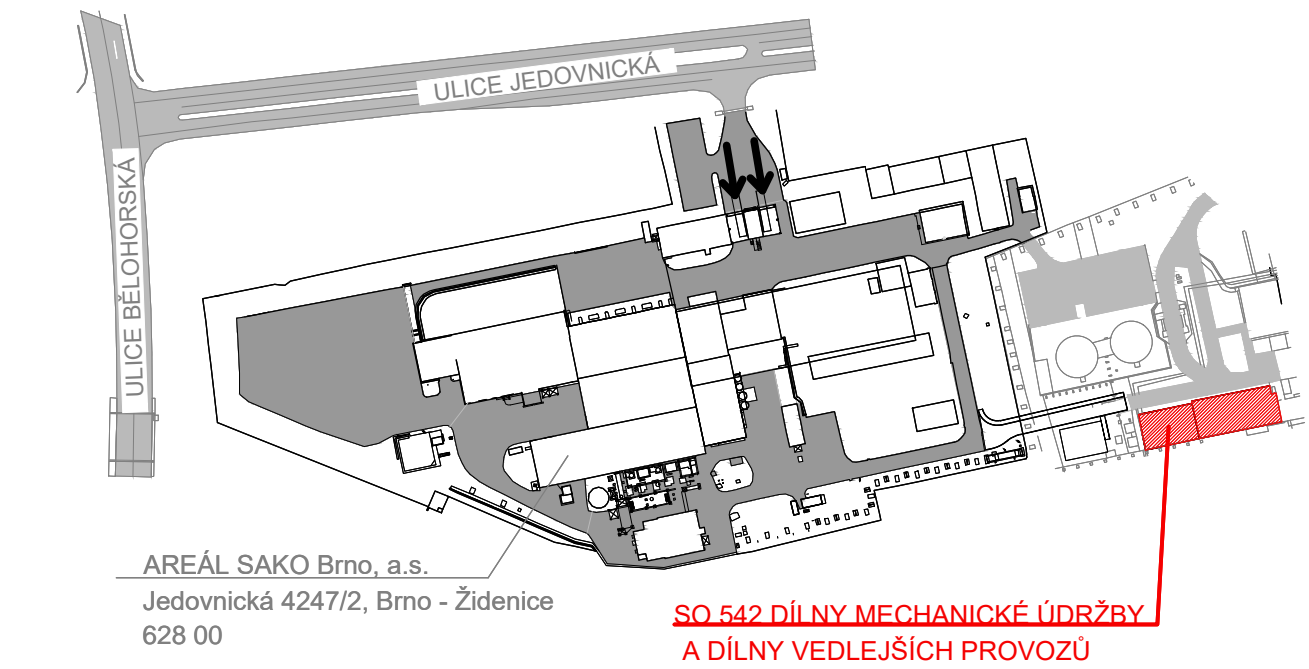 ULICE JEDOVNICKÁ
ULICE BĚLOHORSKÁ
AREÁL SAKO Brno, a.s.
Jedovnická 4247/2, Brno - Židenice
628 00
SO 542 DÍLNY MECHANICKÉ ÚDRŽBY
A DÍLNY VEDLEJŠÍCH PROVOZŮ